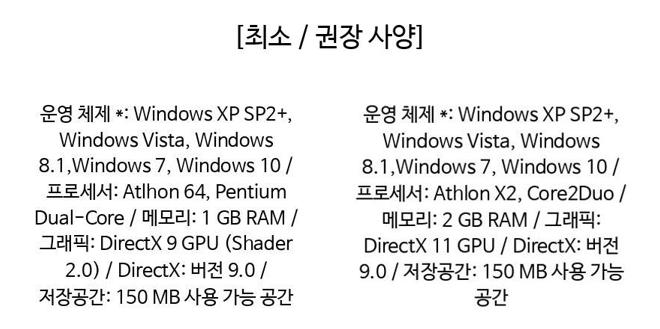 [최소 / 권장 사양]
운영 체제 *: Windows XP SP2+,
Windows Vista, Windows
8.1,Windows 7, Windows 10 /
프로세서: Atlhon 64, Pentium
Dual-Core / 메모리: 1 GB RAM /
그래픽: DirectX 9 GPU (Shader
2.0) / DirectX: 버전 9.0 /
저장공간: 150 MB 사용 가능 공간
운영 체제 *: Windows XP SP2+,
Windows Vista, Windows
8.1,Windows 7, Windows 10 /
프로세서: Athlon X2, Core2Duo /
메모리: 2 GB RAM / 그래픽:
DirectX 11 GPU / DirectX: 버전
9.0 / 저장공간: 150 MB 사용 가능
공간